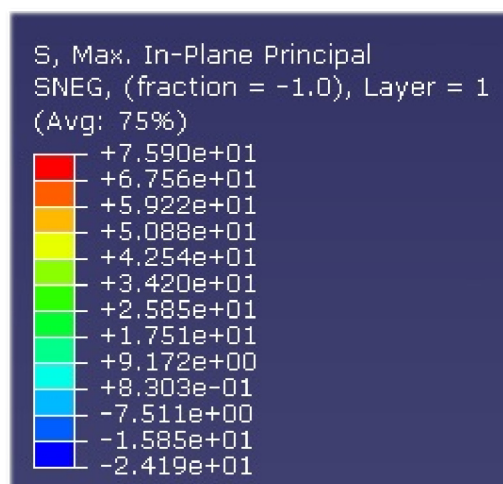 S, Max. In-Plane Principal
SNEG, (fraction = -1.0), Layer = 1
(Avg: 75%)
+7.590e+01
+6.756e+01
+5.922e+01
+5.088e+01
+4.254e+01
+3.420e+01
+2.585e+01
+1.751e+01
+9.172e+00
+8.303e-01
-7.511e+00
-1.585e+01
-2.419e+01